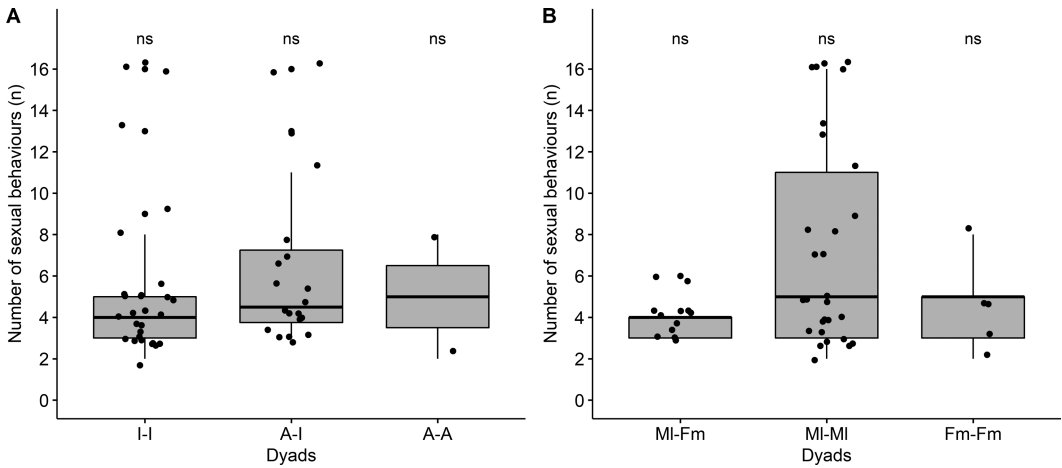 A
ns ns ns
Number of sexual behaviours (n)
16
14
12
10
8
6
4
2
0
I-I A-I A-A
Dyads
B
ns ns ns
Number of sexual behaviours (n)
16
14
12
10
8
6
4
2
0
Ml-Fm Ml-Ml Fm-Fm
Dyads